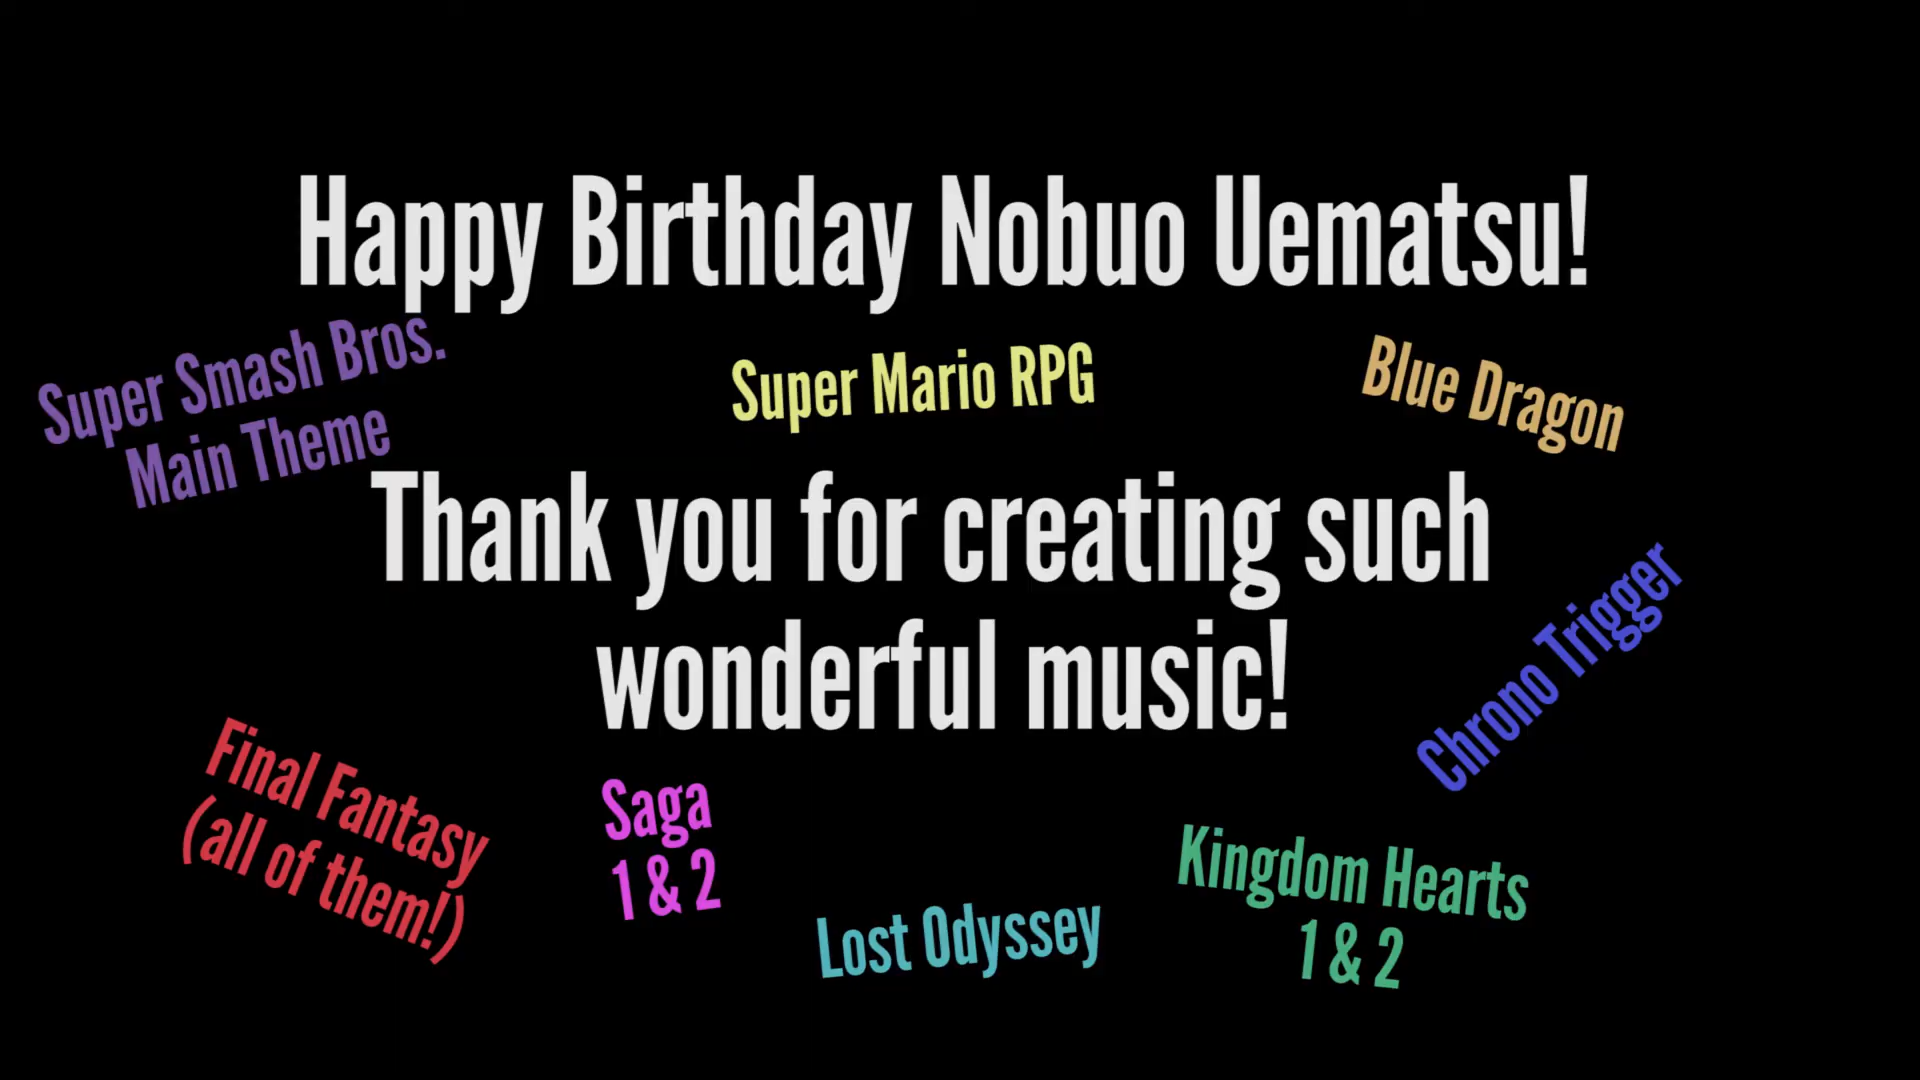 Happy Birthday Nobuo Uematsu!
Super Smash Bros.
Main Theme
Super Mario RPG
Blue Dragon
Thank you for creating such
wonderful music!
Chrono Trigger
Final Fantasy
(all of them!)
Saga
1 & 2
Lost Odyssey
Kingdom Hearts
1 & 2